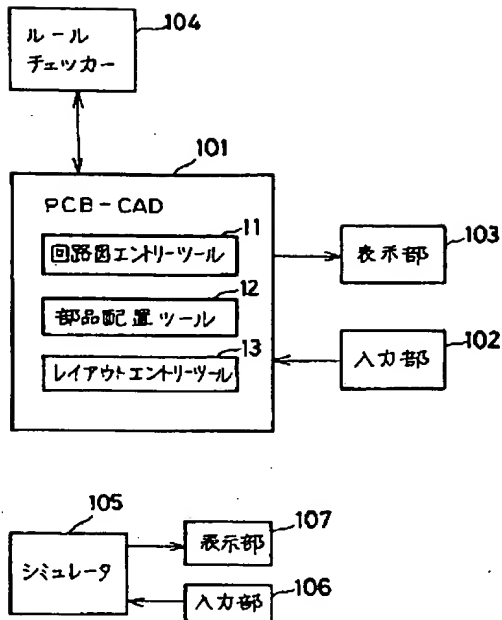 ルール
チェッカー
104
101
PCB-CAD
11
回路図エントリーツール
12
部品配置ツール
13
レイアウトエントリーツール
表示部
103
入力部
102
105
シミュレータ
表示部
107
入力部
106